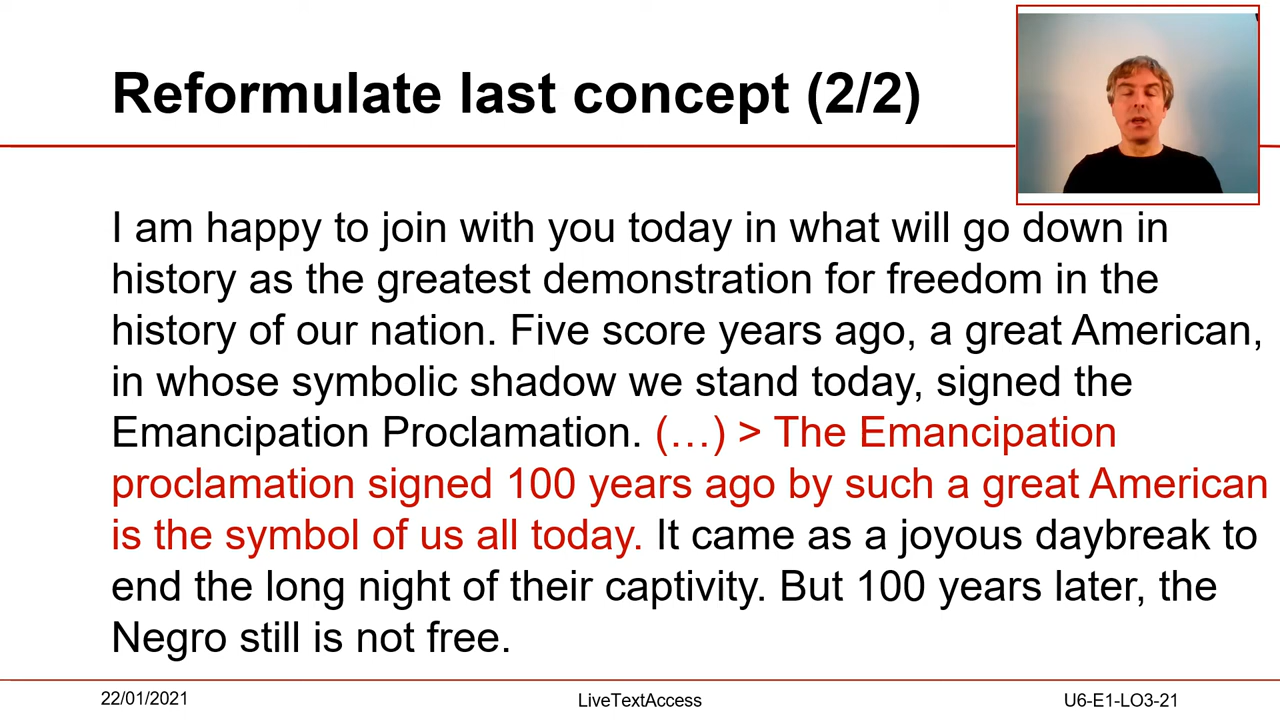 Reformulate last concept (2/2)
I am happy to join with you today in what will go down in
history as the greatest demonstration for freedom in the
history of our nation. Five score years ago, a great American,
in whose symbolic shadow we stand today, signed the
Emancipation Proclamation. (…) > The Emancipation
proclamation signed 100 years ago by such a great American
is the symbol of us all today. It came as a joyous daybreak to
end the long night of their captivity. But 100 years later, the
Negro still is not free.
22/01/2021
LiveTextAccess
U6-E1-LO3-21